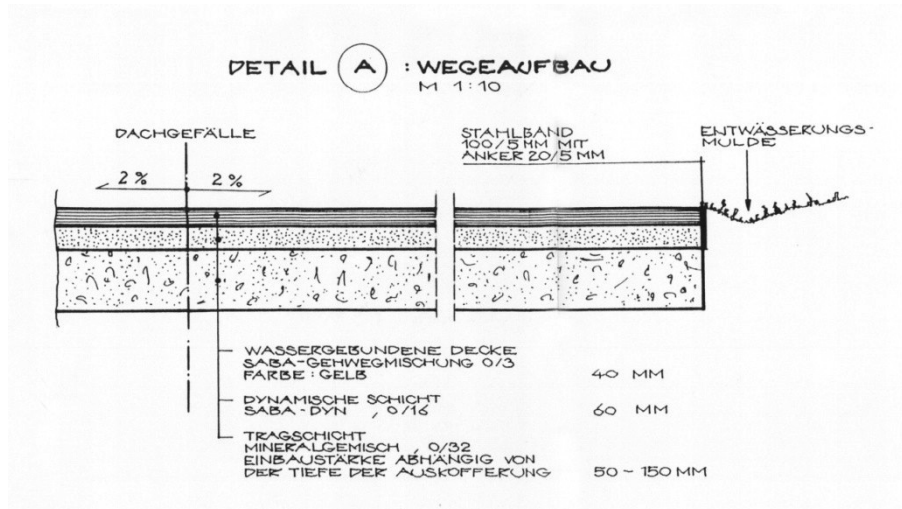 DETAIL A : WEGEAUFBAU
M 1:10
DACHGEFÄLLE
2% 2%
STAHLBAND
100/5 MM MIT
ANKER 20/5 MM
ENTWÄSSERUNGS-
MULDE
WASSERGEBUNDENE DECKE
SABA-GEHWEGMISCHUNG 0/3
FARBE: GELB 40 MM
DYNAMISCHE SCHICHT
SABA-DYN , 0/16 60 MM
TRAGSCHICHT
MINERALGEMISCH , 0/32
EINBAUSTÄRKE ABHÄNGIG VON
DER TIEFE DER AUSKOFFERUNG 50-150 MM